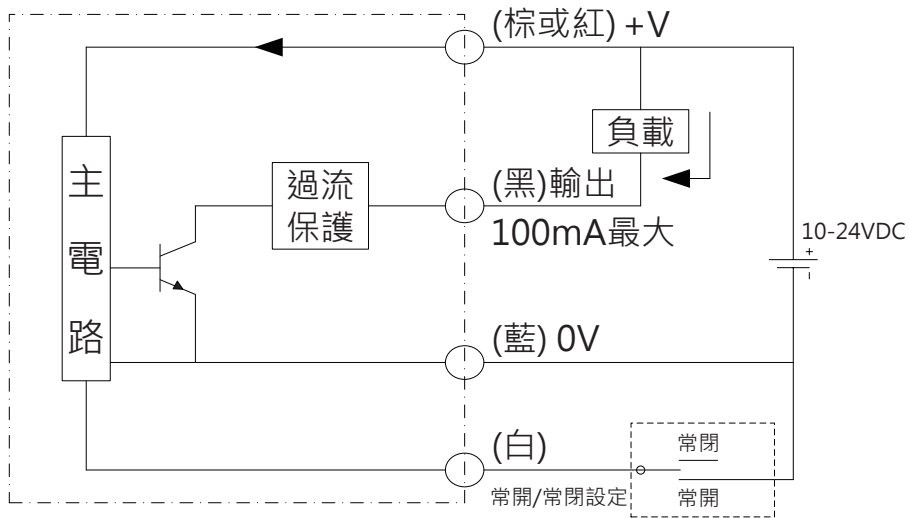 (棕或紅) +V
負載
主電路
過流
保護
(黑)輸出
100mA最大
10-24VDC
+
-
(藍) 0V
(白)
常開/常閉設定
常閉
常開